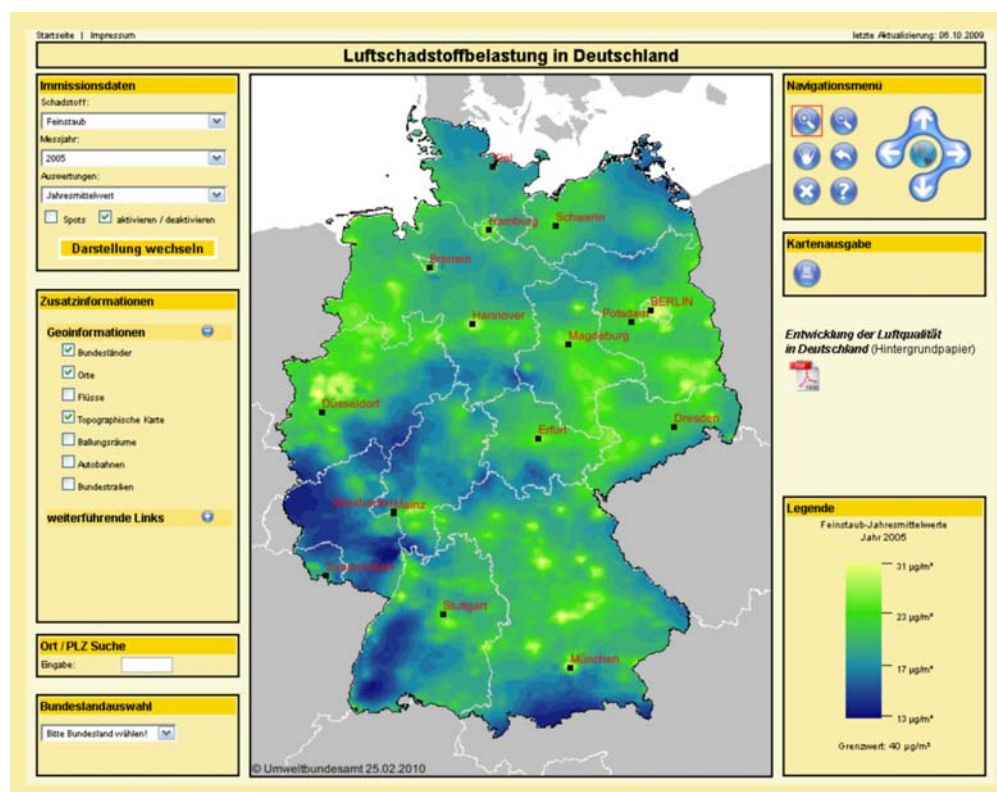 Startseite | Impressum
letzte Aktualisierung: 06.10.2009
Luftschadstoffbelastung in Deutschland
Immissionsdaten
Schadstoff:
Feinstaub
Messjahr:
2005
Auswertungen:
Jahresmittelwert
Spots aktivieren / deaktivieren
Darstellung wechseln
Zusatzinformationen
Geoinformationen
Bundesländer
Orte
Flüsse
Topographische Karte
Ballungsräume
Autobahnen
Bundestraßen
weiterführende Links
Ort / PLZ Suche
Eingabe:
Bundeslandauswahl
Bitte Bundesland wählen!
Kiel
Hamburg
Schwerin
Bremen
BERLIN
Potsdam
Hannover
Magdeburg
Düsseldorf
Dresden
Erfurt
Wiesbaden Mainz
Saarbrücken
Stuttgart
München
© Umweltbundesamt 25.02.2010
Navigationsmenü
Kartenausgabe
Entwicklung der Luftqualität
in Deutschland (Hintergrundpapier)
PDF
Legende
Feinstaub-Jahresmittelwerte
Jahr 2005
31 µg/m³
23 µg/m³
17 µg/m³
13 µg/m³
Grenzwert: 40 µg/m³